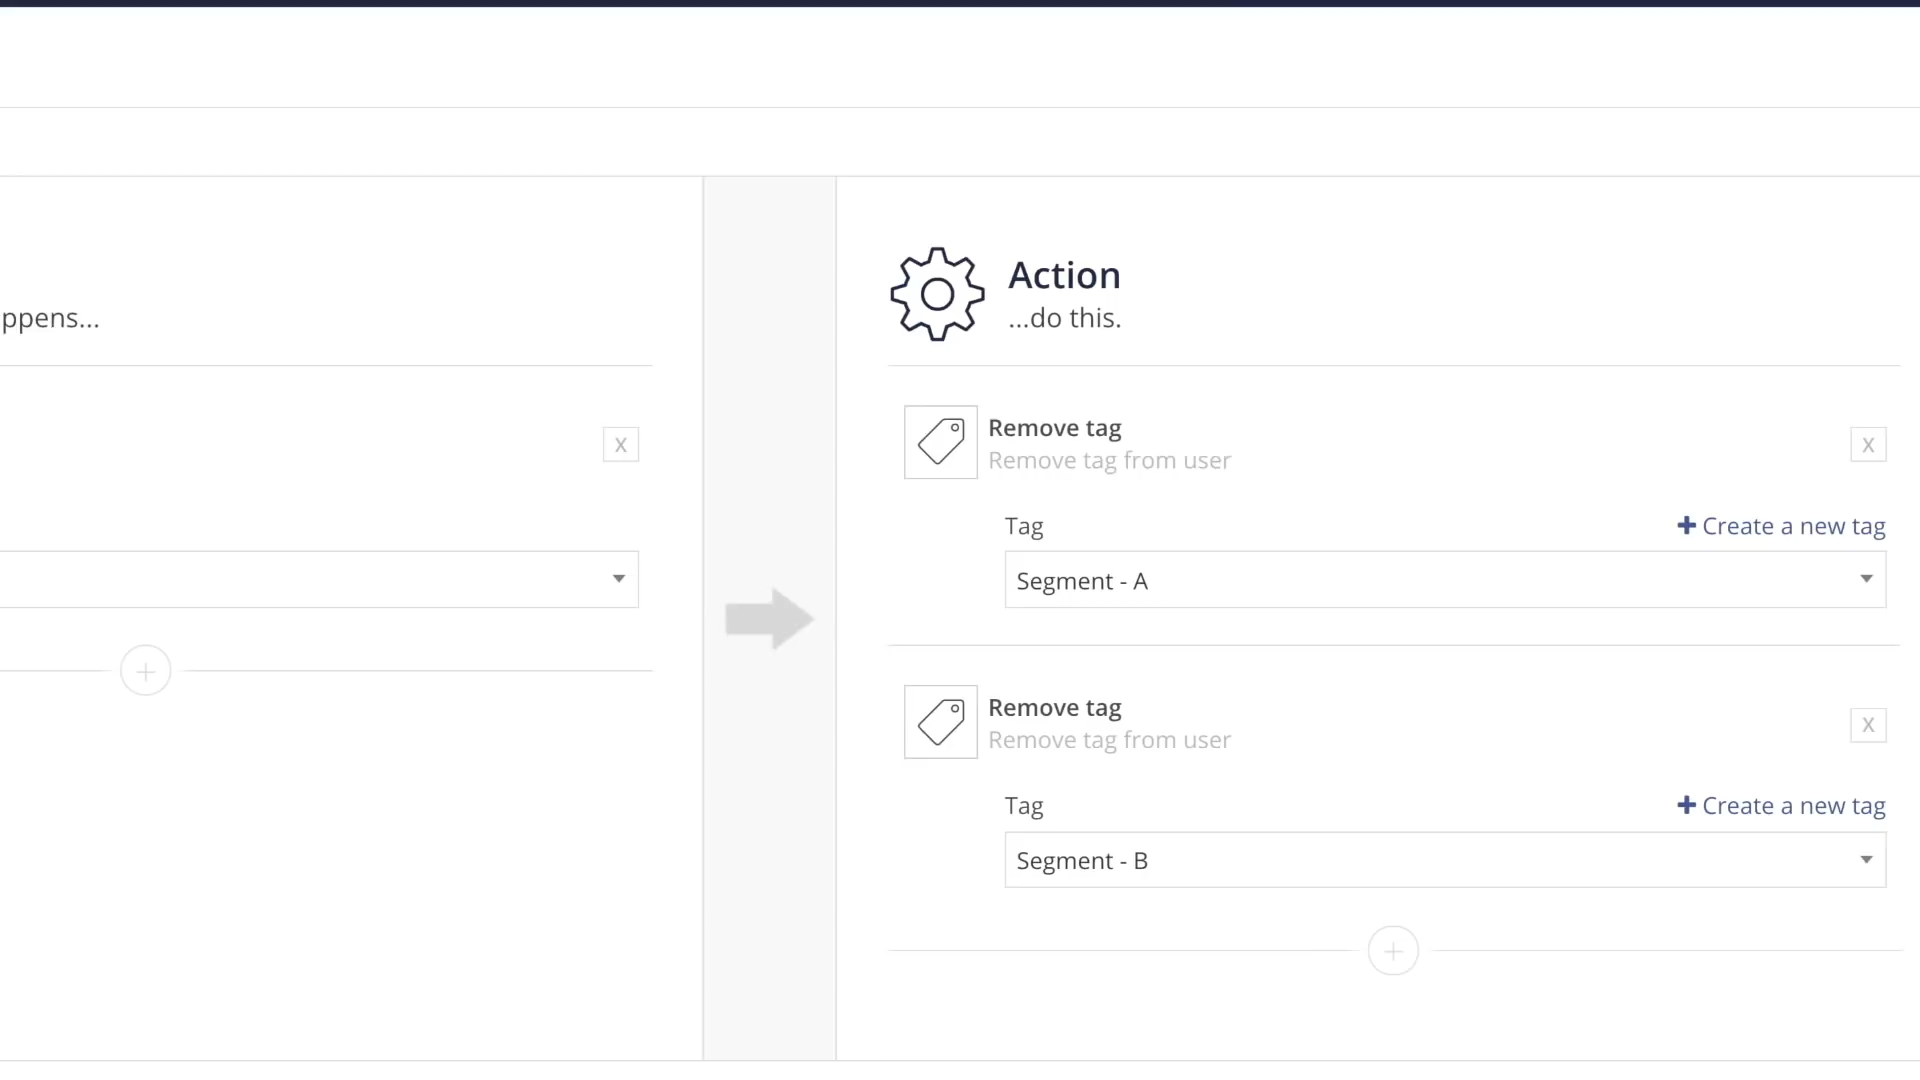 ppens...
X
Action
...do this.
Remove tag
Remove tag from user
X
Tag
+ Create a new tag
Segment - A
Remove tag
Remove tag from user
X
Tag
+ Create a new tag
Segment - B